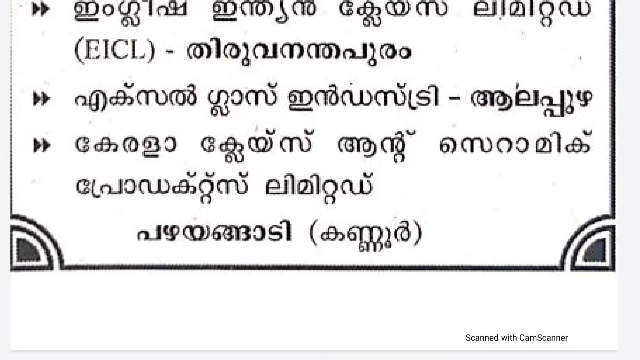 ▸▸ ഇംഗ്ലീഷ് ഇന്ത്യൻ ക്ലേയ്സ് ലിമിറ്റഡ്
(EICL) - തിരുവനന്തപുരം
▸▸ എക്സൽ ഗ്ലാസ് ഇൻഡസ്ട്രി – ആലപ്പുഴ
▸▸ കേരളാ ക്ലേയ്സ് ആന്റ് സെറാമിക്
പ്രോഡക്റ്റ്സ് ലിമിറ്റഡ്
പഴയങ്ങാടി (കണ്ണൂർ)
Scanned with CamScanner